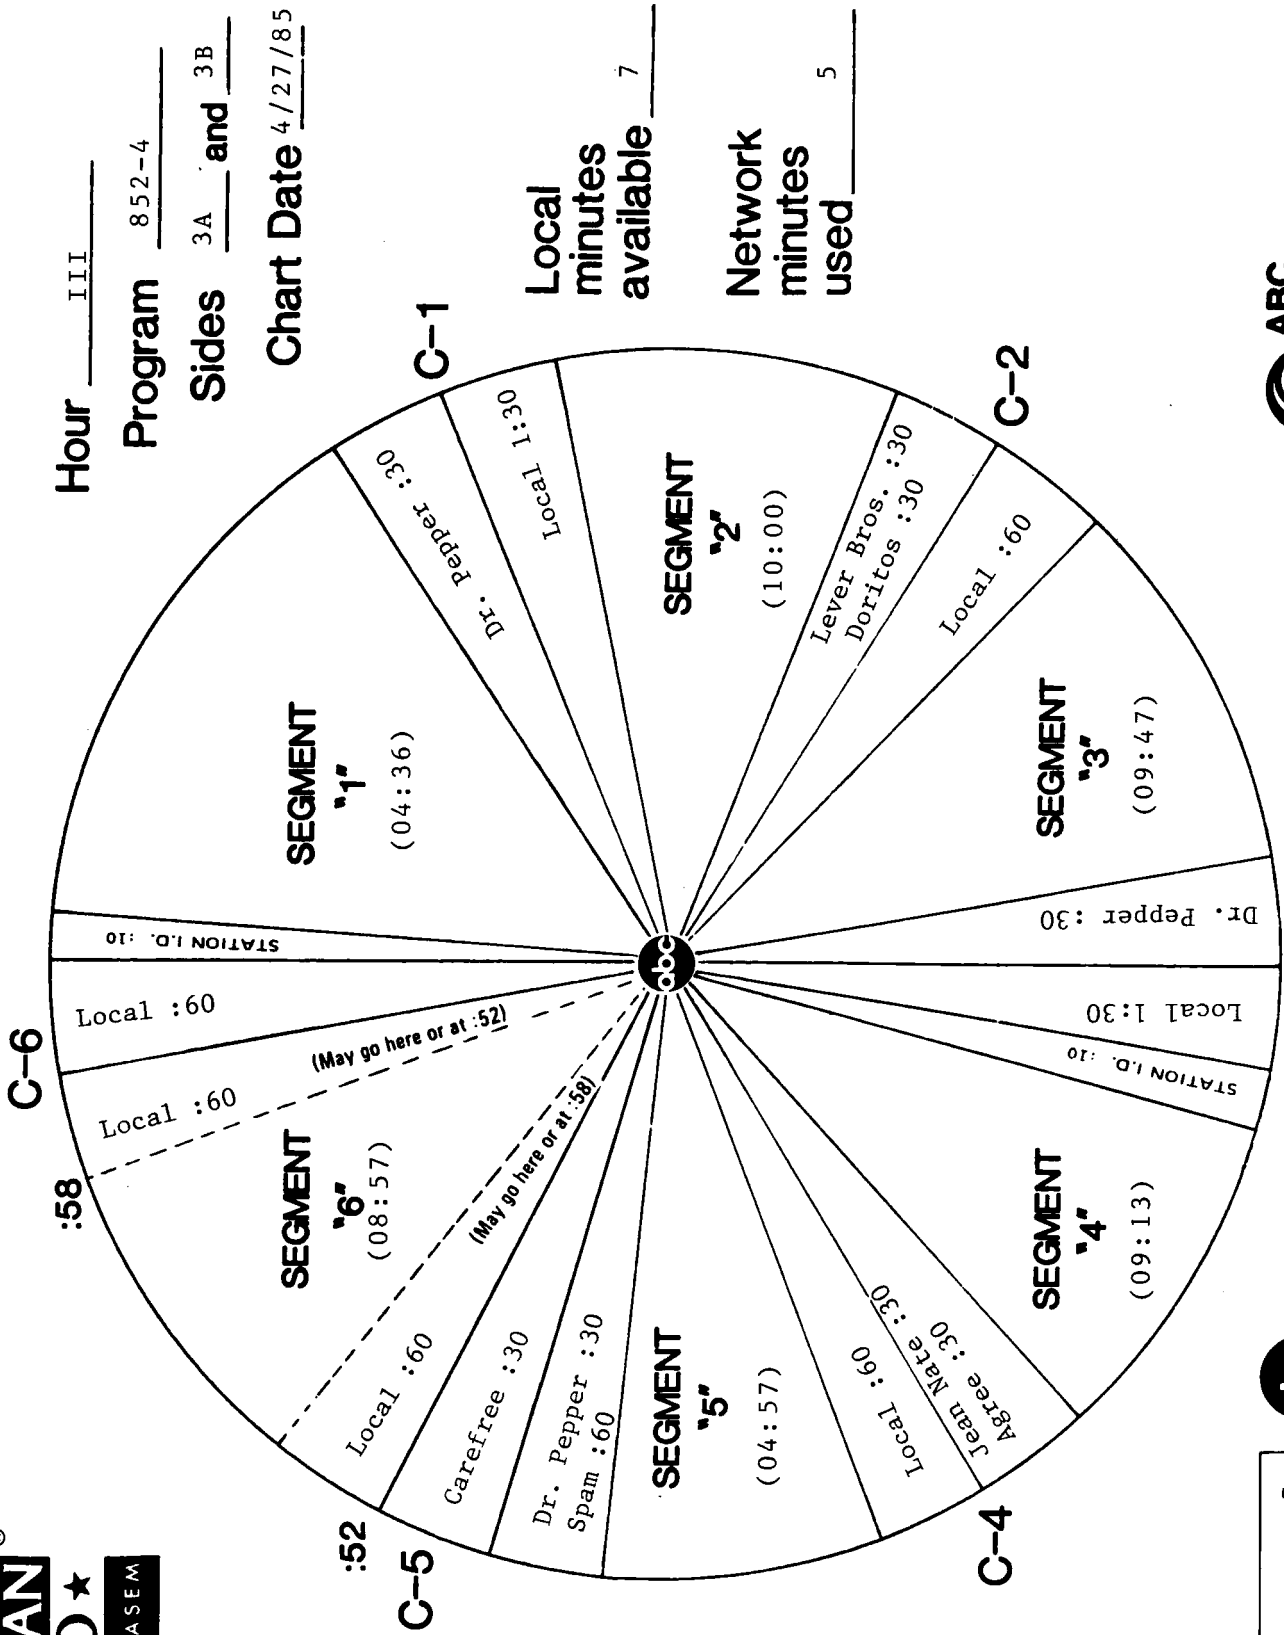 Hour III
Program 852-4
Sides 3A and 3B
Chart Date 4/27/85
Local
minutes
available 7
Network
minutes
used 5
STATION I.D. :10
SEGMENT
"1"
(04:36)
Dr. Pepper :30
C-1
Local 1:30
SEGMENT
"2"
(10:00)
Lever Bros. :30
Doritos :30
C-2
Local :60
SEGMENT
"3"
(09:47)
Dr. Pepper :30
Local 1:30
STATION I.D. :10
SEGMENT
"4"
(09:13)
Agree :30
Jean Nate :30
C-4
Local :60
SEGMENT
"5"
(04:57)
Dr. Pepper :30
Spam :60
C-5
Carefree :30
:52
Local :60
(May go here or at :58)
SEGMENT
"6"
(08:57)
:58
(May go here or at :52)
Local :60
C-6
Local :60
abc
ABC
AN
ASEM